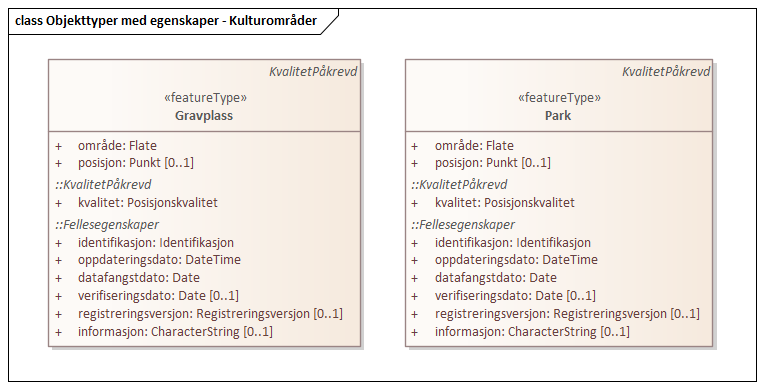 class Objekttyper med egenskaper - Kulturområder
KvalitetPåkrevd
«featureType»
Gravplass
+ område: Flate
+ posisjon: Punkt [0..1]
::KvalitetPåkrevd
+ kvalitet: Posisjonskvalitet
::Fellesegenskaper
+ identifikasjon: Identifikasjon
+ oppdateringsdato: DateTime
+ datafangstdato: Date
+ verifiseringsdato: Date [0..1]
+ registreringsversjon: Registreringsversjon [0..1]
+ informasjon: CharacterString [0..1]
KvalitetPåkrevd
«featureType»
Park
+ område: Flate
+ posisjon: Punkt [0..1]
::KvalitetPåkrevd
+ kvalitet: Posisjonskvalitet
::Fellesegenskaper
+ identifikasjon: Identifikasjon
+ oppdateringsdato: DateTime
+ datafangstdato: Date
+ verifiseringsdato: Date [0..1]
+ registreringsversjon: Registreringsversjon [0..1]
+ informasjon: CharacterString [0..1]